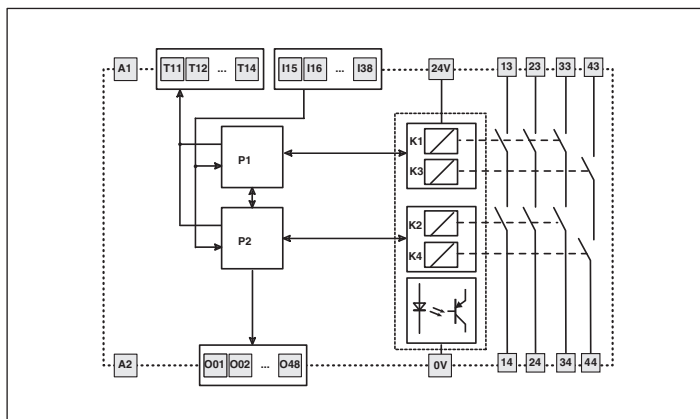 A1 T11 T12 ... T14 I15 I16 ... I38 24V 13 23 33 43
K1
P1
K3
K2
P2
K4
A2 O01 O02 ... O48 0V 14 24 34 44